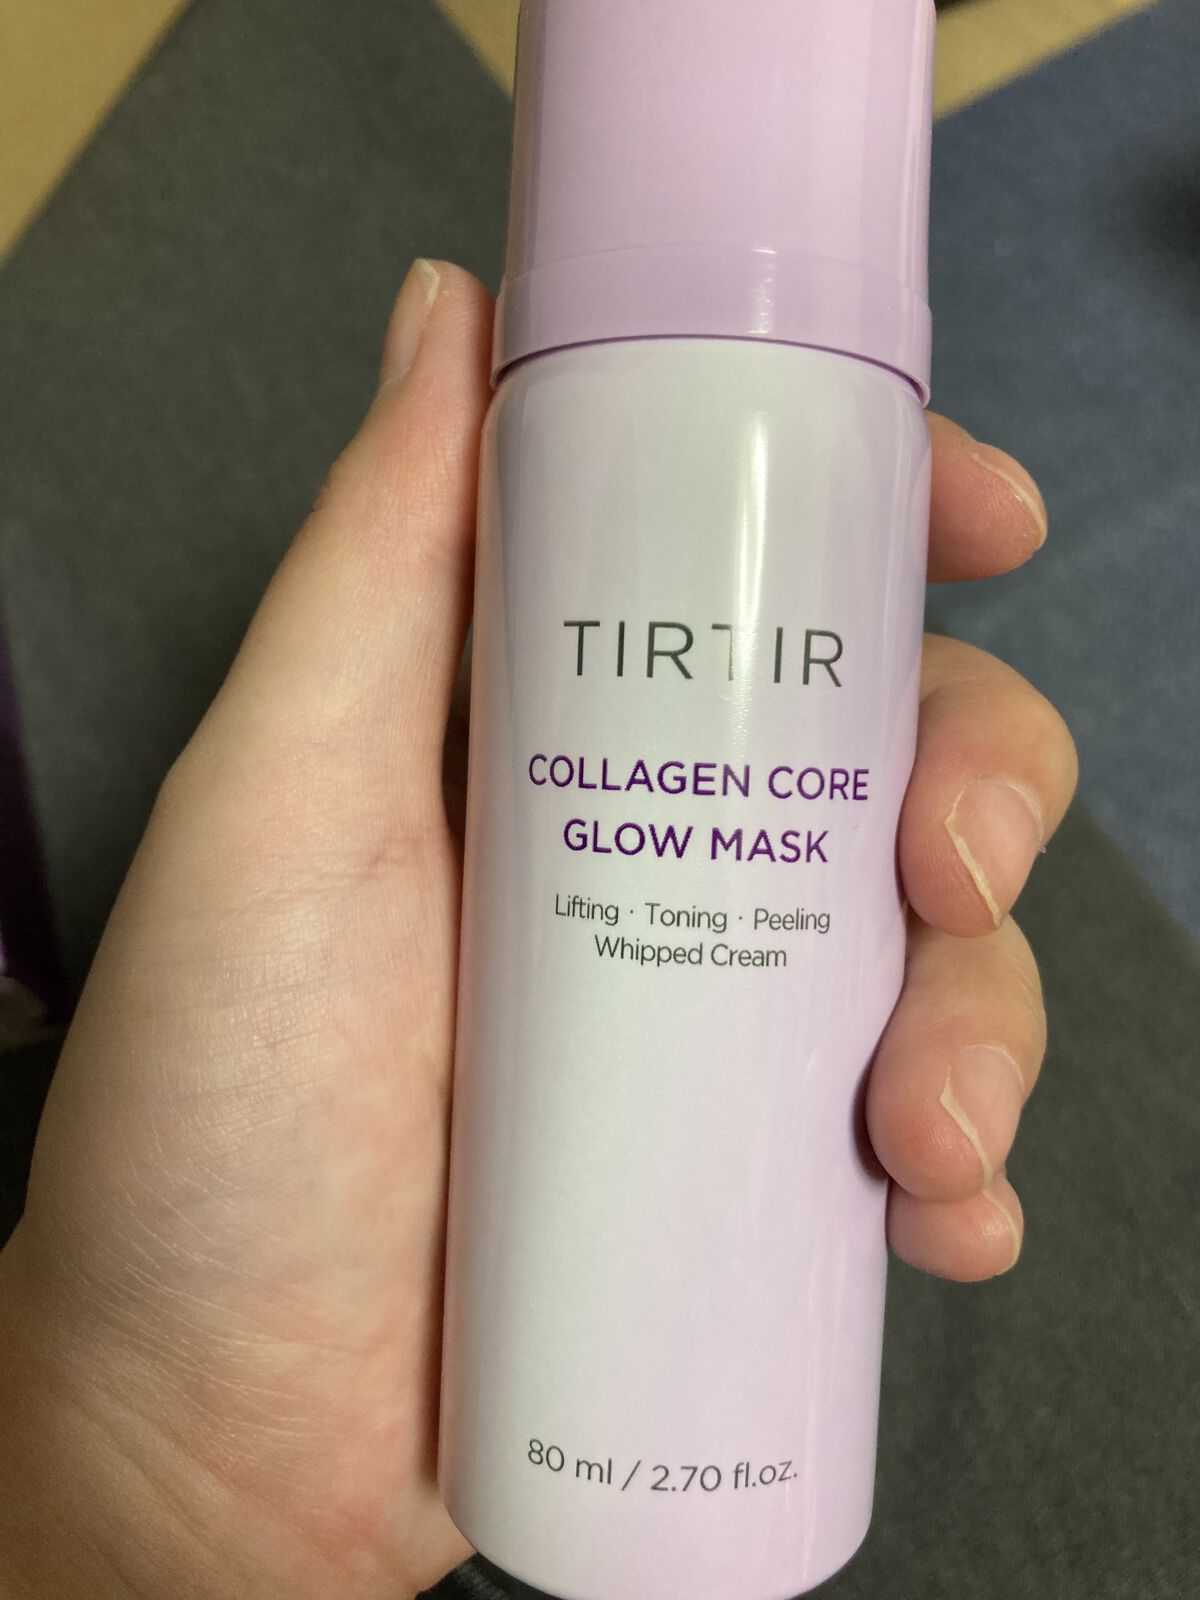 TIRTIR
COLLAGEN CORE
GLOW MASK
Lifting · Toning · Peeling
Whipped Cream
80 ml / 2.70 fl.oz.